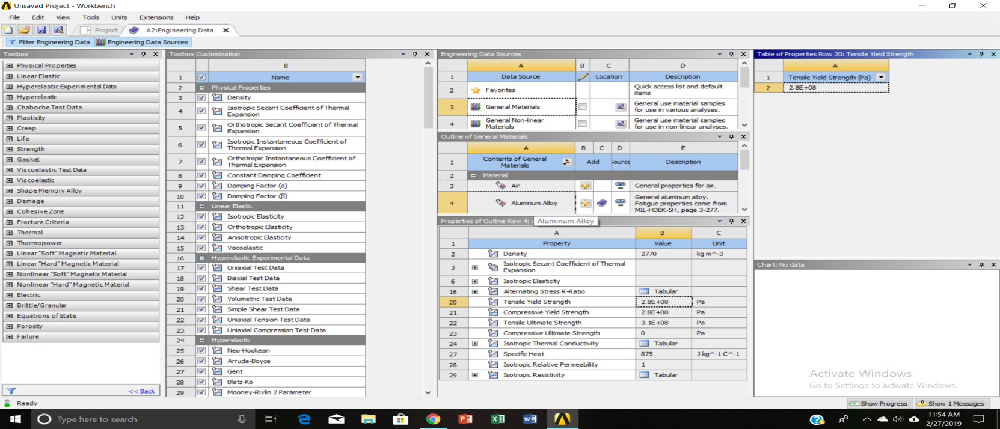 Unsaved Project - Workbench
File Edit View Tools Units Extensions Help
Project A2:Engineering Data
Filter Engineering Data Engineering Data Sources
Toolbox
Physical Properties
Linear Elastic
Hyperelastic Experimental Data
Hyperelastic
Chaboche Test Data
Plasticity
Creep
Life
Strength
Gasket
Viscoelastic Test Data
Viscoelastic
Shape Memory Alloy
Damage
Cohesive Zone
Fracture Criteria
Thermal
Thermopower
Linear "Soft" Magnetic Material
Linear "Hard" Magnetic Material
Nonlinear "Soft" Magnetic Material
Nonlinear "Hard" Magnetic Material
Electric
Brittle/Granular
Equations of State
Porosity
Failure
<< Back
Toolbox Customization
B
1 Name
2 Physical Properties
3 Density
4 Isotropic Secant Coefficient of Thermal
Expansion
5 Orthotropic Secant Coefficient of Thermal
Expansion
6 Isotropic Instantaneous Coefficient of
Thermal Expansion
7 Orthotropic Instantaneous Coefficient of
Thermal Expansion
8 Constant Damping Coefficient
9 Damping Factor (α)
10 Damping Factor (β)
11 Linear Elastic
12 Isotropic Elasticity
13 Orthotropic Elasticity
14 Anisotropic Elasticity
15 Viscoelastic
16 Hyperelastic Experimental Data
17 Uniaxial Test Data
18 Biaxial Test Data
19 Shear Test Data
20 Volumetric Test Data
21 Simple Shear Test Data
22 Uniaxial Tension Test Data
23 Uniaxial Compression Test Data
24 Hyperelastic
25 Neo-Hookean
26 Arruda-Boyce
27 Gent
28 Blatz-Ko
29 Mooney-Rivlin 2 Parameter
Engineering Data Sources
A B C D
1 Data Source Location Description
2 Favorites Quick access list and default
items
3 General Materials General use material samples
for use in various analyses.
4 General Non-linear
Materials General use material samples
for use in non-linear analyses.
Outline of General Materials
A B C D E
1 Contents of General
Materials Add Source Description
2 Material
3 Air General properties for air.
4 Aluminum Alloy General aluminum alloy.
Fatigue properties come from
MIL-HDBK-5H, page 3-277.
Properties of Outline Row 4: Aluminum Alloy
A B C
1 Property Value Unit
2 Density 2770 kg m^-3
3 Isotropic Secant Coefficient of Thermal
Expansion
6 Isotropic Elasticity
16 Alternating Stress R-Ratio Tabular
20 Tensile Yield Strength 2.8E+08 Pa
21 Compressive Yield Strength 2.8E+08 Pa
22 Tensile Ultimate Strength 3.1E+08 Pa
23 Compressive Ultimate Strength 0 Pa
24 Isotropic Thermal Conductivity Tabular
27 Specific Heat 875 J kg^-1 C^-1
28 Isotropic Relative Permeability 1
29 Isotropic Resistivity Tabular
Table of Properties Row 20: Tensile Yield Strength
A
1 Tensile Yield Strength (Pa)
2 2.8E+08
Chart: No data
Activate Windows
Go to Settings to activate Windows.
Ready
Show Progress Show 1 Messages
Type here to search
11:54 AM
2/27/2019